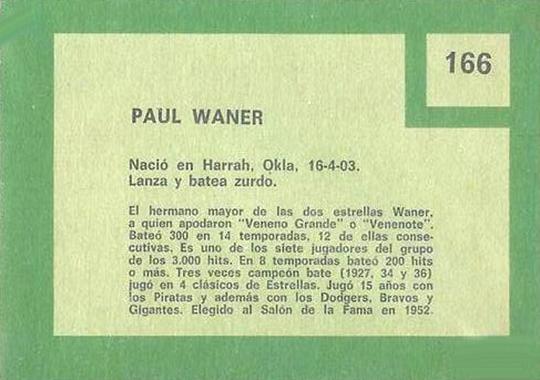 166
PAUL WANER
Nació en Harrah, Okla, 16-4-03.
Lanza y batea zurdo.
El hermano mayor de las dos estrellas Waner,
a quien apodaron "Veneno Grande" o "Venenote".
Bateó 300 en 14 temporadas, 12 de ellas conse-
cutivas. Es uno de los siete jugadores del grupo
de los 3.000 hits. En 8 temporadas bateó 200 hits
o más. Tres veces campeón bate (1927, 34 y 36)
jugó en 4 clásicos de Estrellas. Jugó 15 años con
los Piratas y además con los Dodgers, Bravos y
Gigantes. Elegido al Salón de la Fama en 1952.